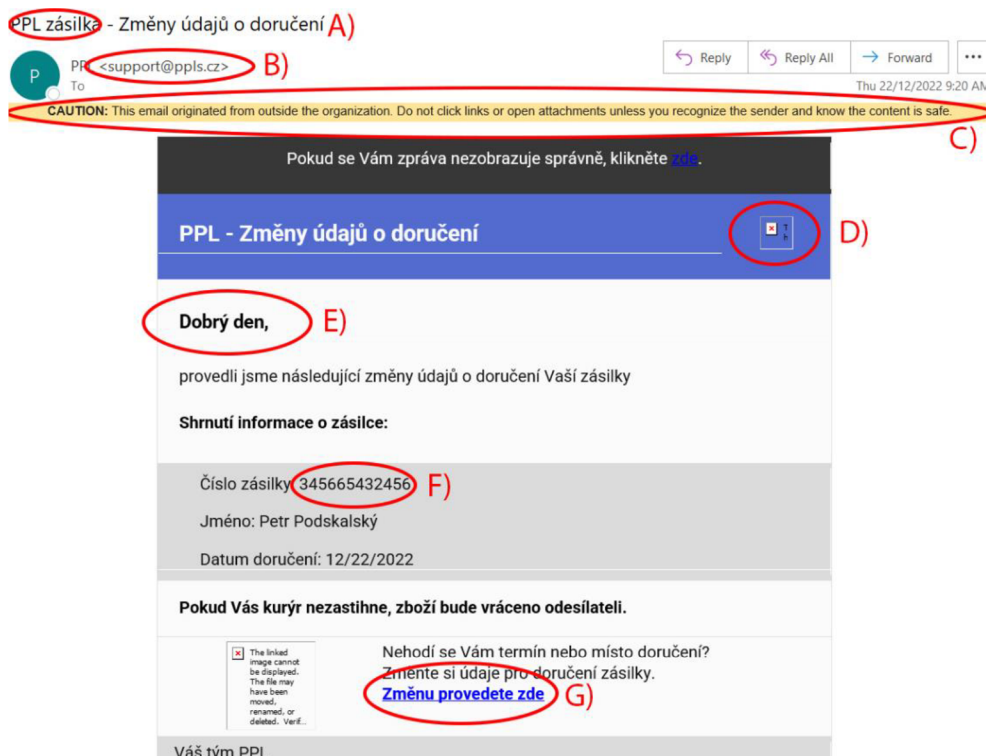 PPL zásilka - Změny údajů o doručení A)
P
PPL <support@ppls.cz> B)
To
Reply
Reply All
Forward
Thu 22/12/2022 9:20 AM
CAUTION: This email originated from outside the organization. Do not click links or open attachments unless you recognize the sender and know the content is safe.
C)
Pokud se Vám zpráva nezobrazuje správně, klikněte zde.
PPL - Změny údajů o doručení
D)
Dobrý den, E)
provedli jsme následující změny údajů o doručení Vaší zásilky
Shrnutí informace o zásilce:
Číslo zásilky 345665432456 F)
Jméno: Petr Podskalský
Datum doručení: 12/22/2022
Pokud Vás kurýr nezastihne, zboží bude vráceno odesílateli.
The linked
image cannot
be displayed.
The file may
have been
moved,
renamed, or
deleted. Verif...
Nehodí se Vám termín nebo místo doručení?
Změňte si údaje pro doručení zásilky.
Změnu provedete zde G)
Váš tým PPL